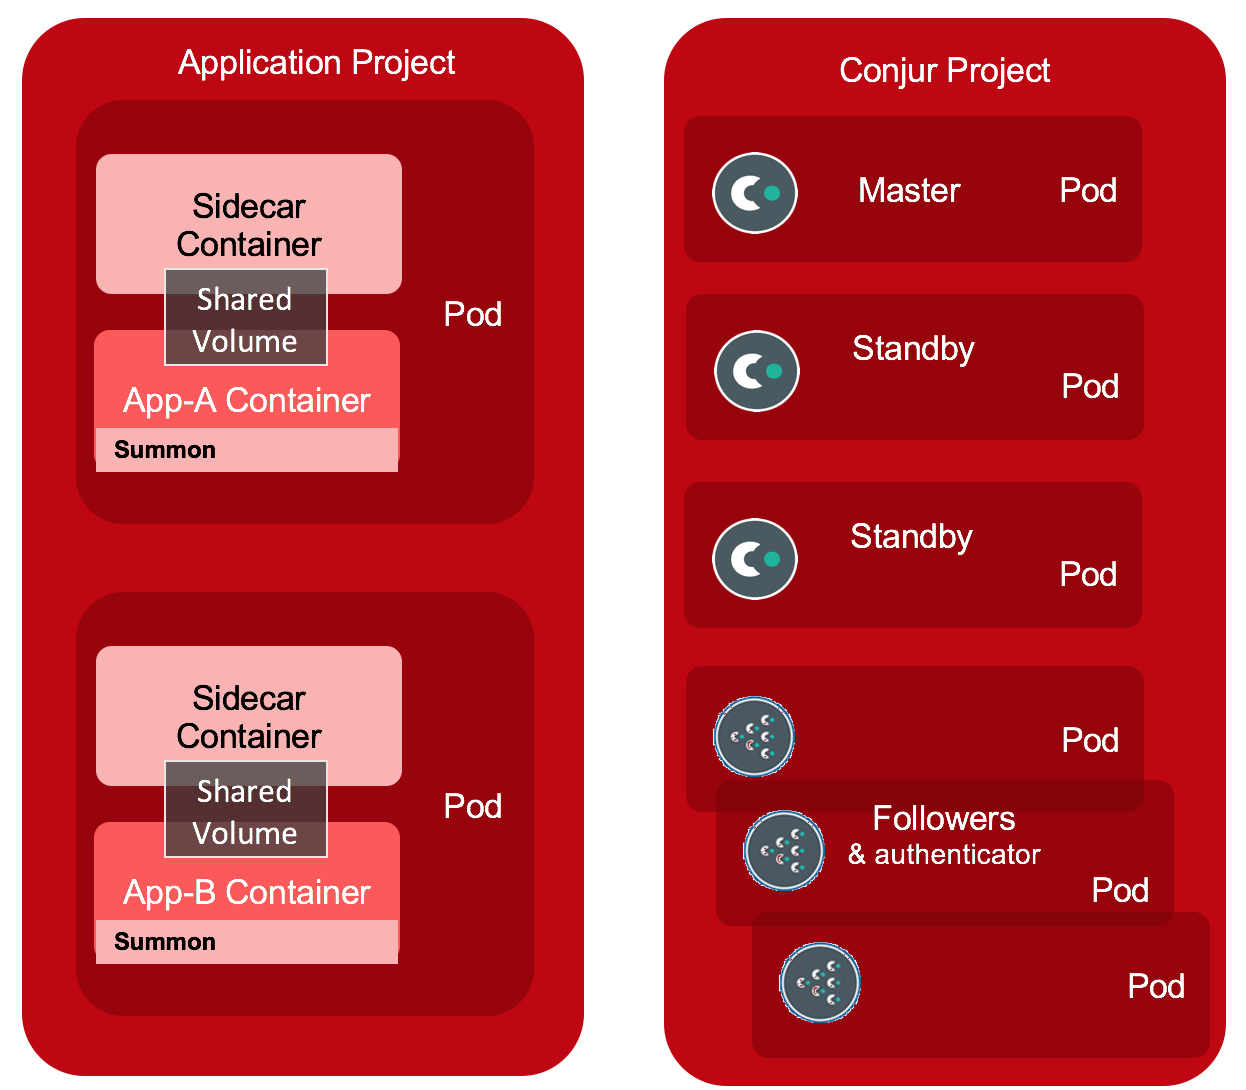 Application Project
Sidecar
Container
Shared
Volume
Pod
App-A Container
Summon
Sidecar
Container
Shared
Volume
Pod
App-B Container
Summon
Conjur Project
Master
Pod
Standby
Pod
Standby
Pod
Pod
Followers
& authenticator
Pod
Pod